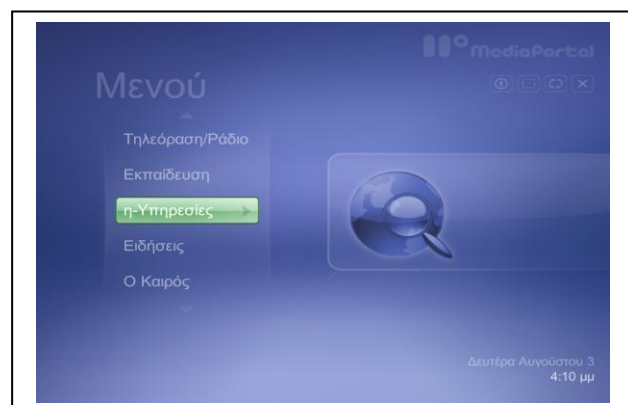 MediaPortal
Μενού
Τηλεόραση/Ράδιο
Εκπαίδευση
η-Υπηρεσίες
Ειδήσεις
Ο Καιρός
Δευτέρα Αυγούστου 3
4:10 μμ